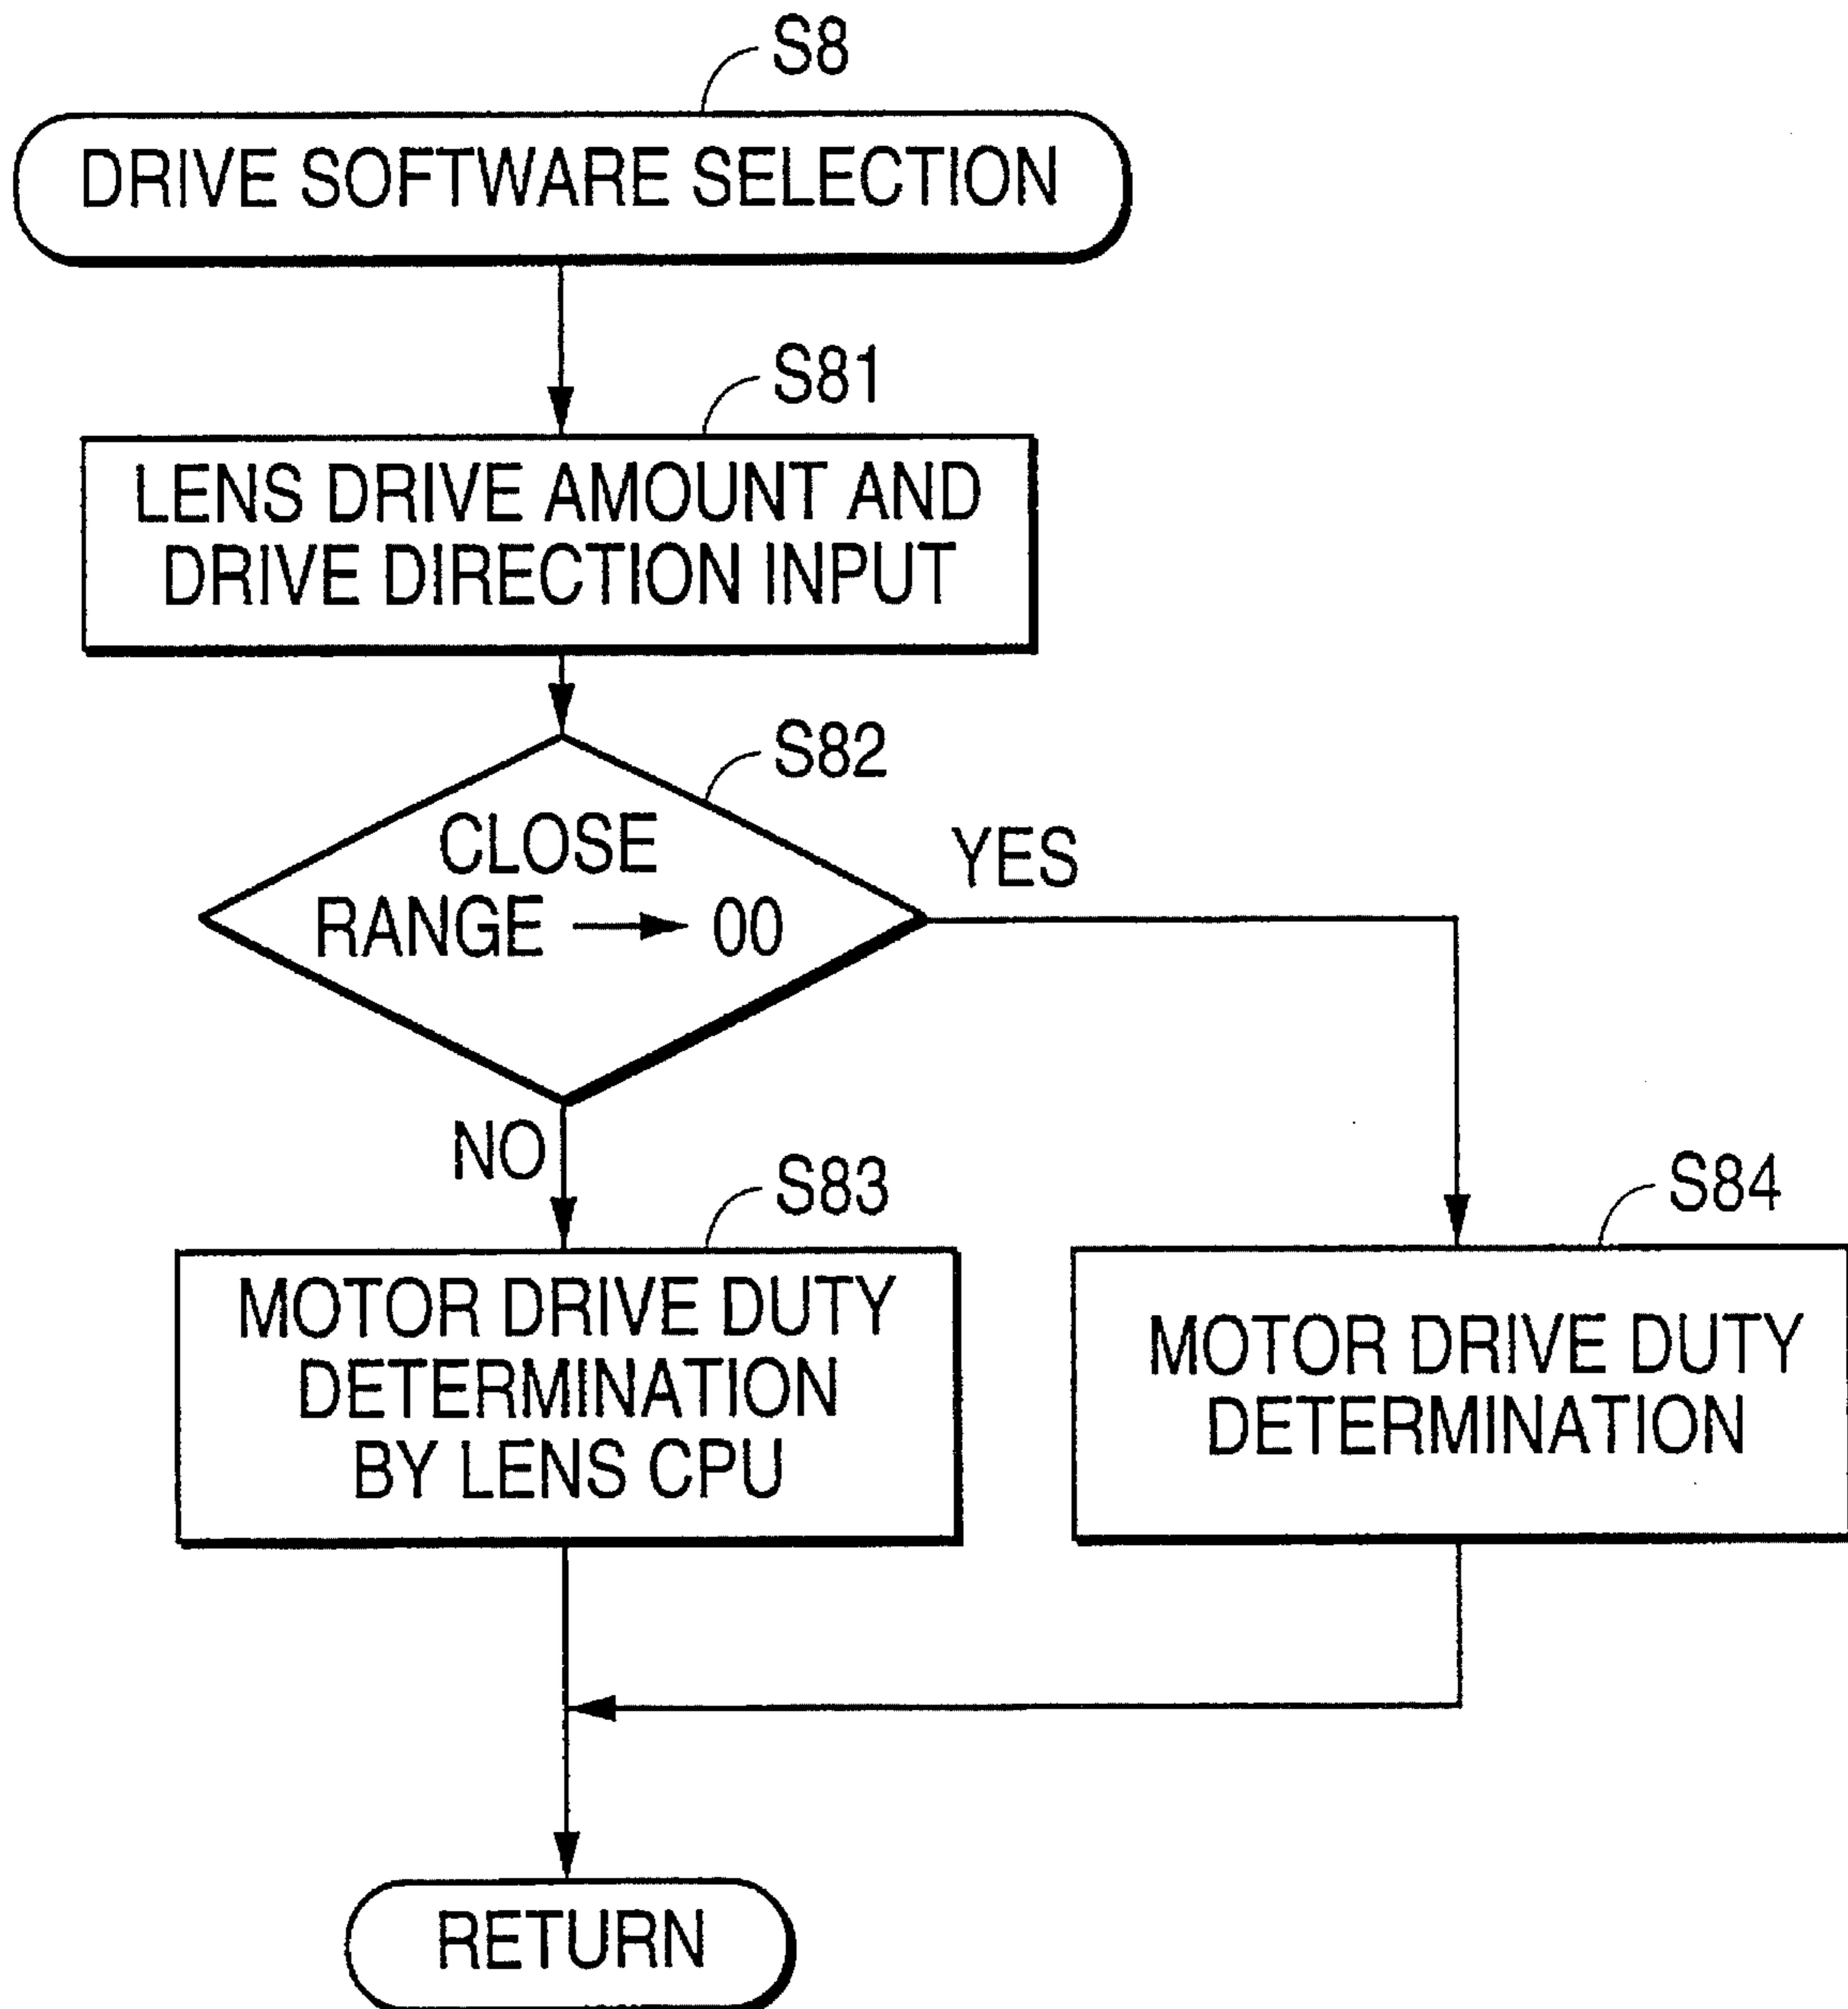 S8
DRIVE SOFTWARE SELECTION
S81
LENS DRIVE AMOUNT AND
DRIVE DIRECTION INPUT
S82
CLOSE
RANGE → 00
YES
NO
S83
MOTOR DRIVE DUTY
DETERMINATION
BY LENS CPU
S84
MOTOR DRIVE DUTY
DETERMINATION
RETURN